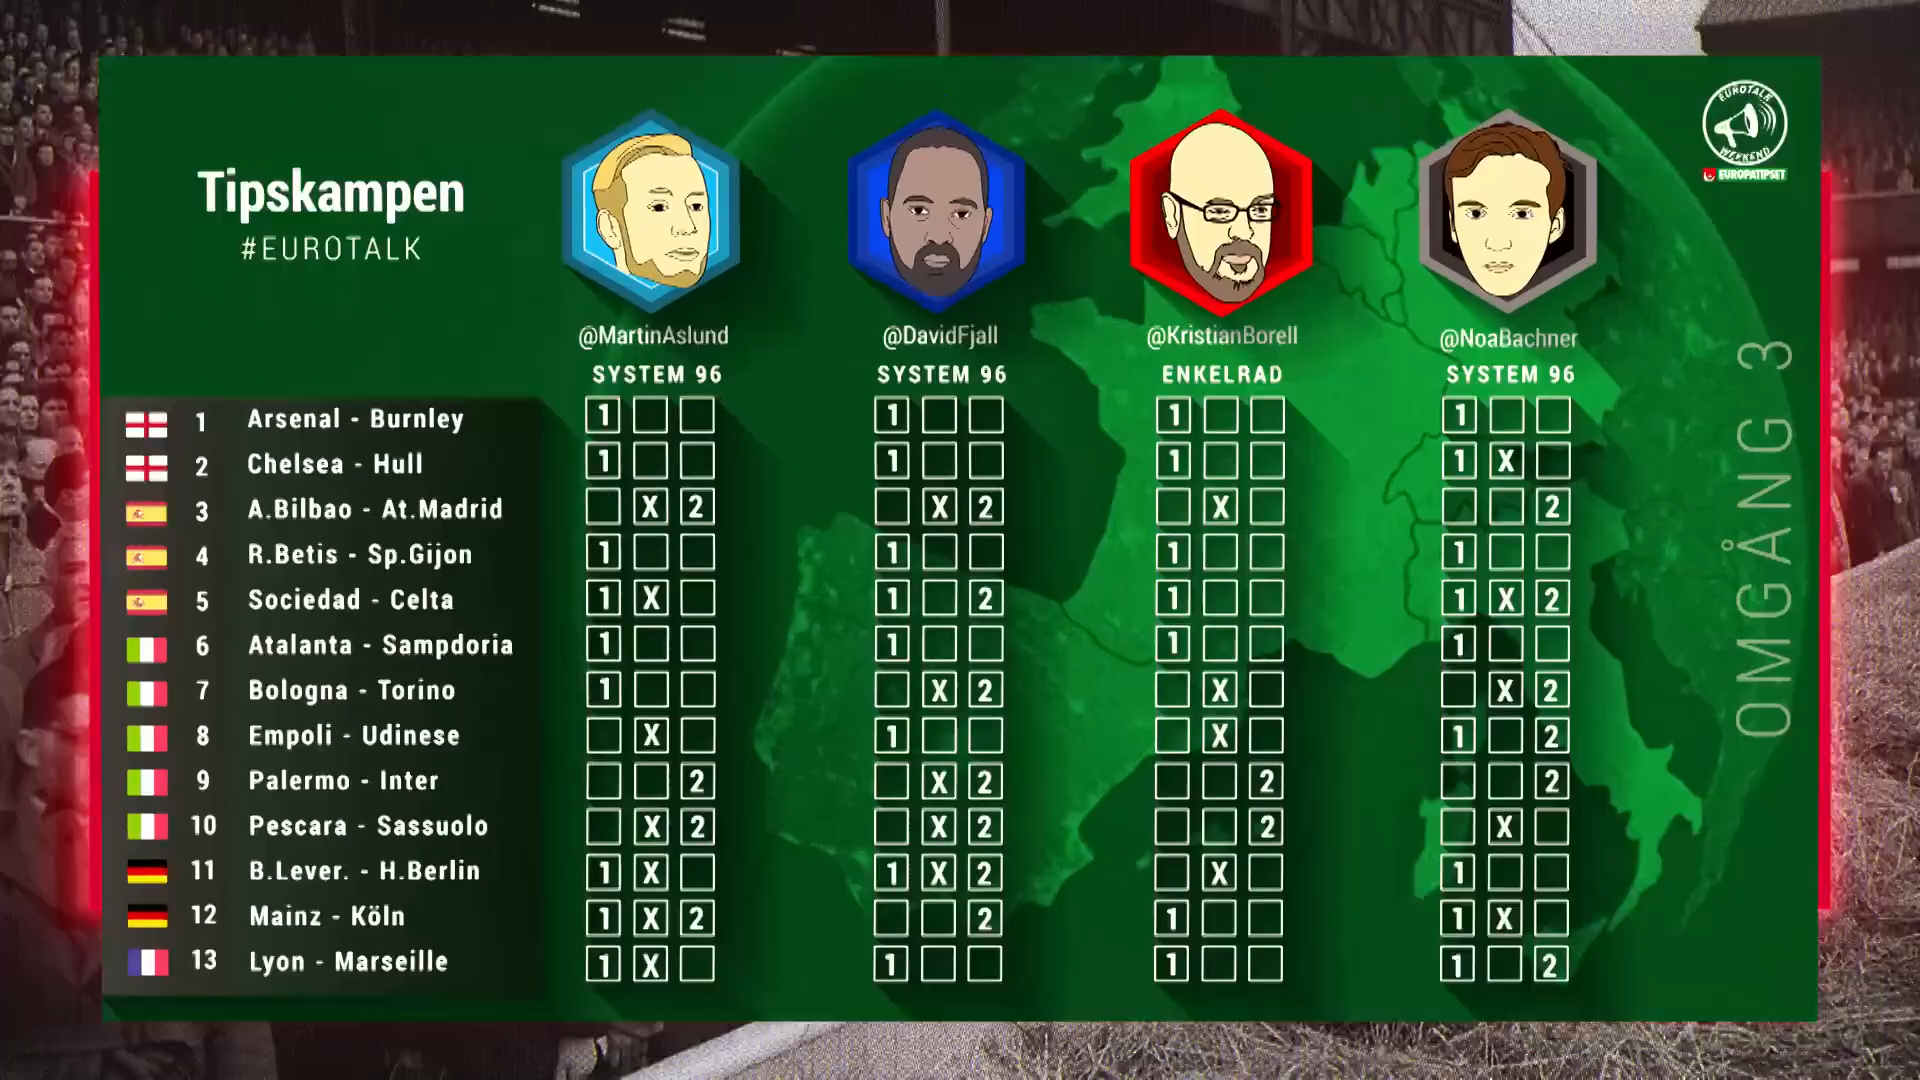 EUROTALK
WEEKEND
EUROPATIPSET
Tipskampen
#EUROTALK
@MartinAslund @DavidFjall @KristianBorell @NoaBachner
SYSTEM 96 SYSTEM 96 ENKELRAD SYSTEM 96
1 Arsenal - Burnley 1 1 1 1
2 Chelsea - Hull 1 1 1 1 X
3 A.Bilbao - At.Madrid X 2 X 2 X 2
4 R.Betis - Sp.Gijon 1 1 1 1
5 Sociedad - Celta 1 X 1 2 1 1 X 2
6 Atalanta - Sampdoria 1 1 1 1
7 Bologna - Torino 1 X 2 X X 2
8 Empoli - Udinese X 1 X 1 2
9 Palermo - Inter 2 X 2 2 2
10 Pescara - Sassuolo X 2 X 2 2 X
11 B.Lever. - H.Berlin 1 X 1 X 2 X 1
12 Mainz - Köln 1 X 2 2 1 1 X
13 Lyon - Marseille 1 X 1 1 1 2
OMGÅNG 3